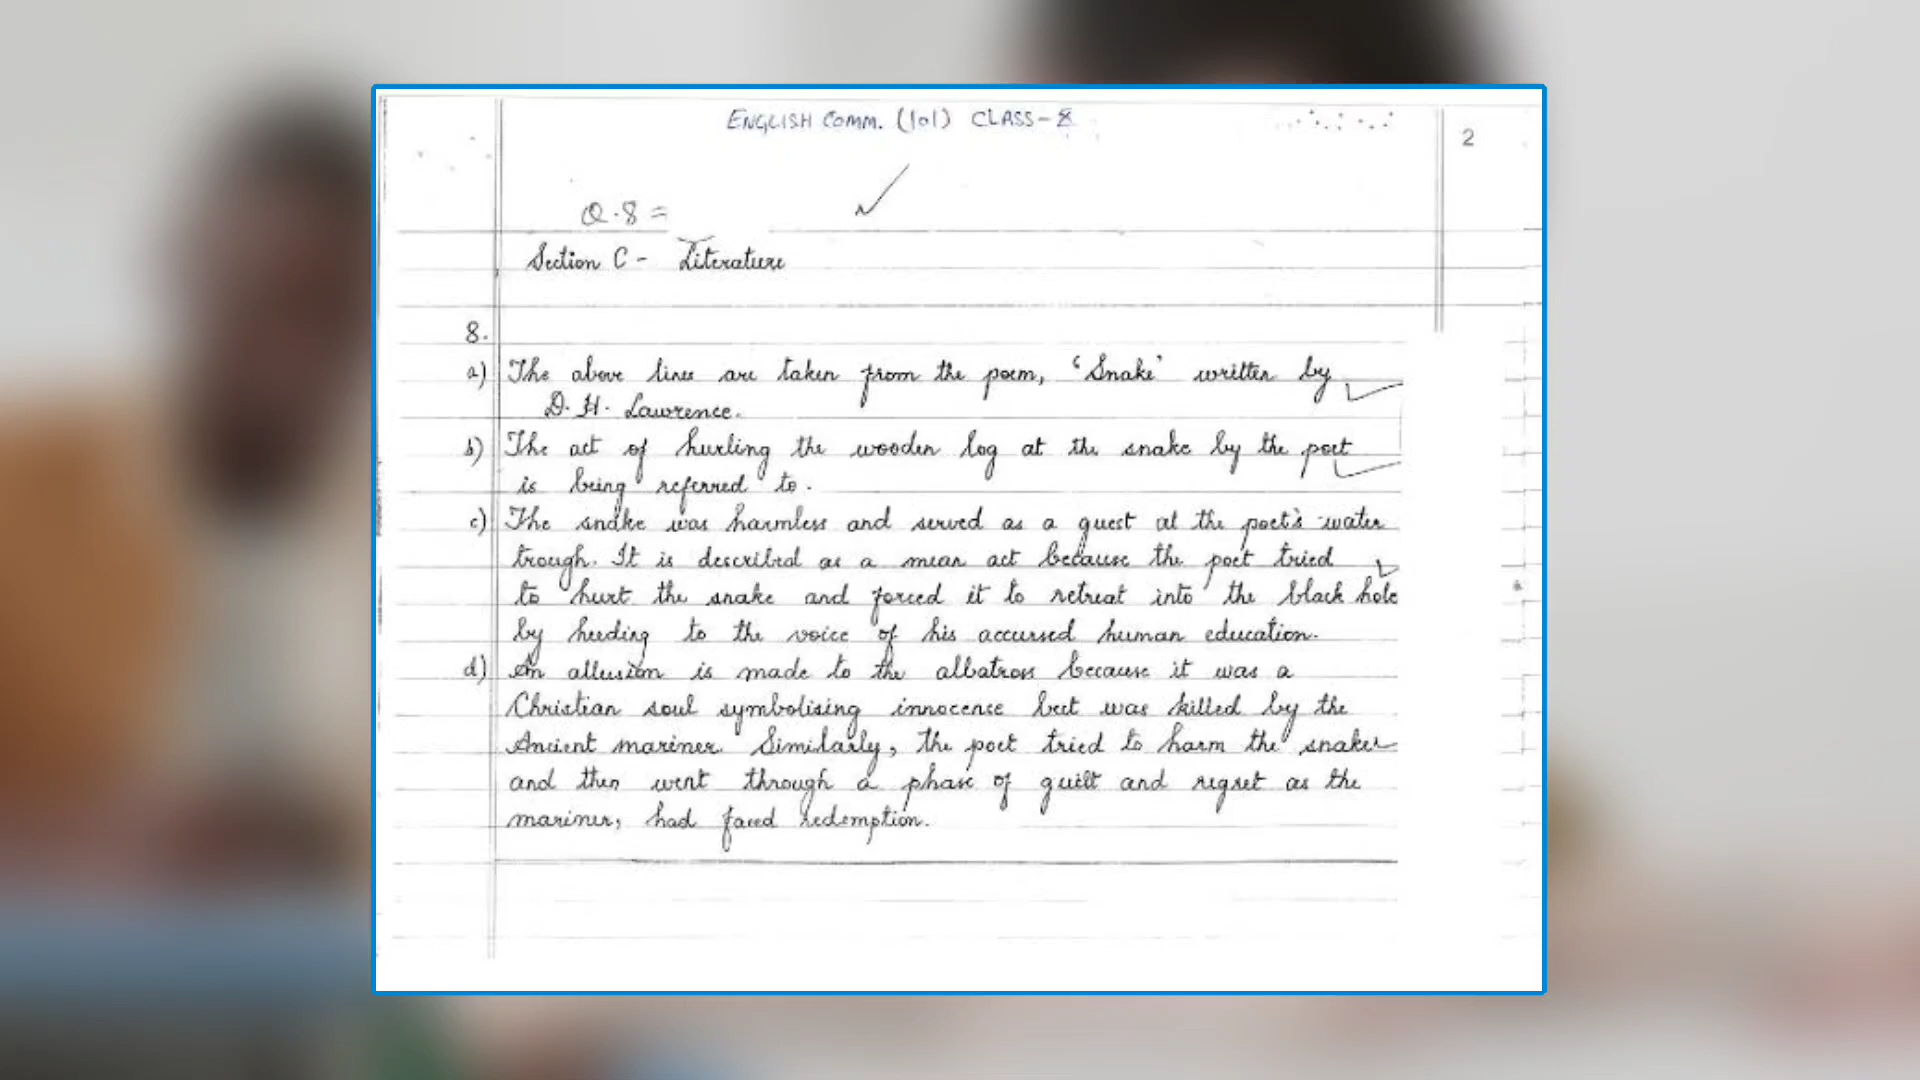 ENGLISH COMM. (101) CLASS-8
2
Q.8 =
Section C - Literature
8.
a) The above lines are taken from the poem, 'Snake' written by
D. H. Lawrence.
b) The act of hurling the wooden log at the snake by the poet
is being referred to.
c) The snake was harmless and served as a guest at the poet's water
trough. It is described as a mean act because the poet tried
to hurt the snake and forced it to retreat into the black hole
by heeding to the voice of his accursed human education.
d) An allusion is made to the albatross because it was a
Christian soul symbolising innocense but was killed by the
Ancient mariner. Similarly, the poet tried to harm the snake
and then went through a phase of guilt and regret as the
mariner, had faced redemption.